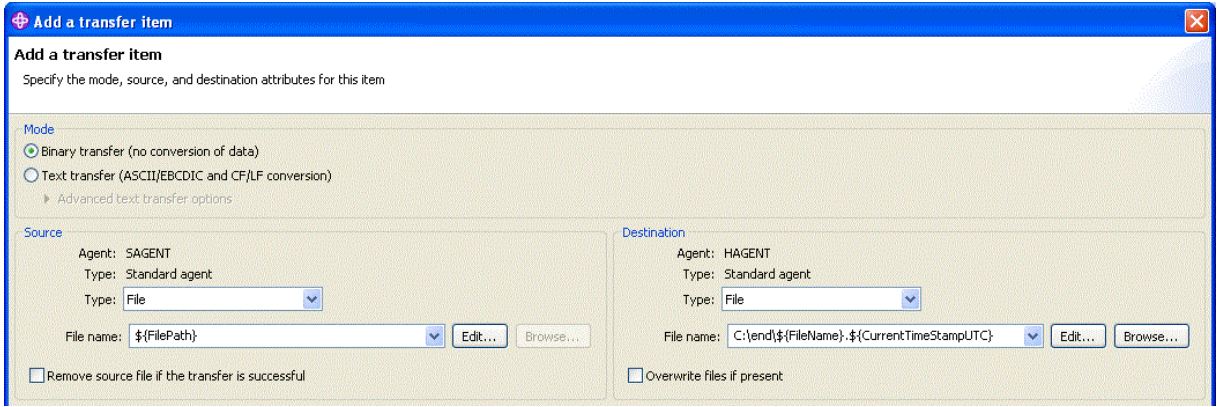 Add a transfer item
Add a transfer item
Specify the mode, source, and destination attributes for this item
Mode
Binary transfer (no conversion of data)
Text transfer (ASCII/EBCDIC and CF/LF conversion)
Advanced text transfer options
Source
Agent: SAGENT
Type: Standard agent
Type: File
File name: ${FilePath} Edit... Browse...
Remove source file if the transfer is successful
Destination
Agent: HAGENT
Type: Standard agent
Type: File
File name: C:\end\${FileName}.${CurrentTimeStampUTC} Edit... Browse...
Overwrite files if present